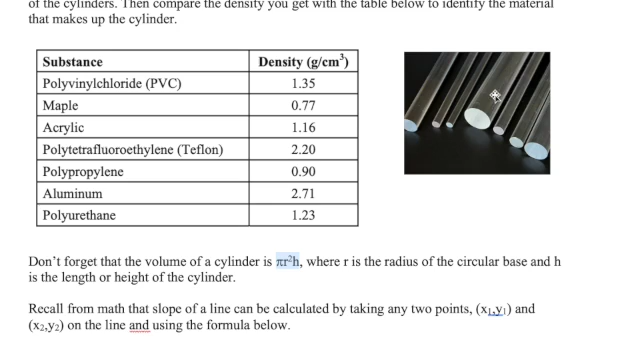 of the cylinders. Then compare the density you get with the table below to identify the material
that makes up the cylinder.
Substance Density (g/cm³)
Polyvinylchloride (PVC) 1.35
Maple 0.77
Acrylic 1.16
Polytetrafluoroethylene (Teflon) 2.20
Polypropylene 0.90
Aluminum 2.71
Polyurethane 1.23
Don't forget that the volume of a cylinder is πr²h, where r is the radius of the circular base and h
is the length or height of the cylinder.
Recall from math that slope of a line can be calculated by taking any two points, (x₁,y₁) and
(x₂,y₂) on the line and using the formula below.